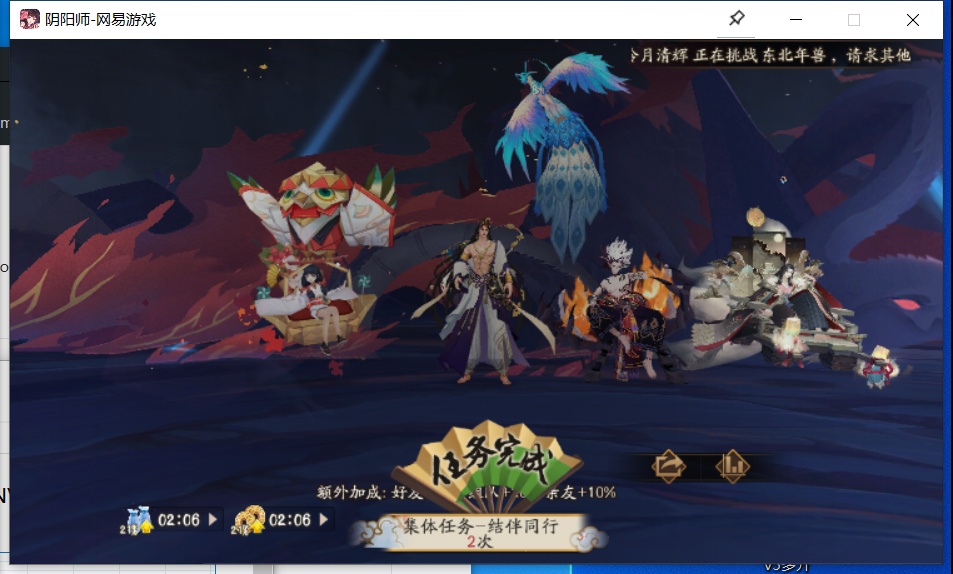 阴阳师-网易游戏
今月清辉 正在挑战 东北年兽， 请求其他
任务完成
额外加成: 好友
亲友+10%
02:06
02:06
集体任务-结伴同行
2次